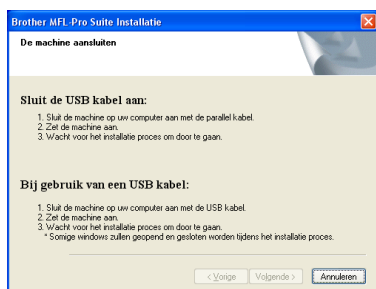 Brother MFL-Pro Suite Installatie
De machine aansluiten
Sluit de USB kabel aan:
1. Sluit de machine op uw computer aan met de parallel kabel.
2. Zet de machine aan.
3. Wacht voor het installatie proces om door te gaan.
Bij gebruik van een USB kabel:
1. Sluit de machine op uw computer aan met de USB kabel.
2. Zet de machine aan.
3. Wacht voor het installatie proces om door te gaan.
* Somige windows zullen geopend en gesloten worden tijdens het installatie proces.
< Vorige Volgende > Annuleren